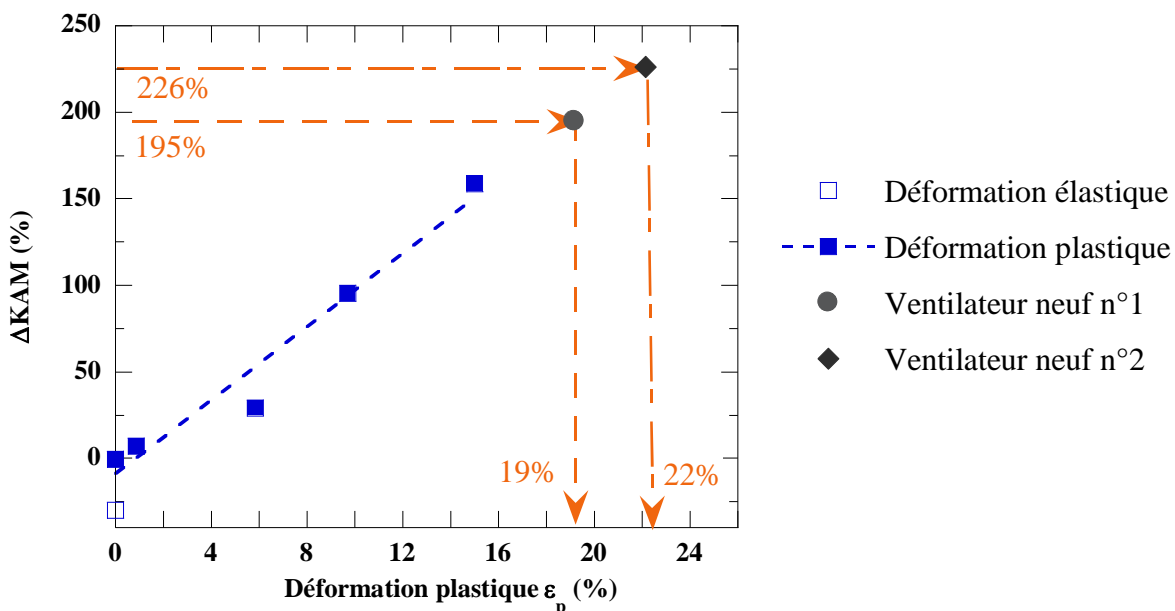 250
200
150
100
50
0
ΔKAM (%)
226%
195%
19%
22%
0 4 8 12 16 20 24
Déformation plastique εp (%)
Déformation élastique
Déformation plastique
Ventilateur neuf n°1
Ventilateur neuf n°2